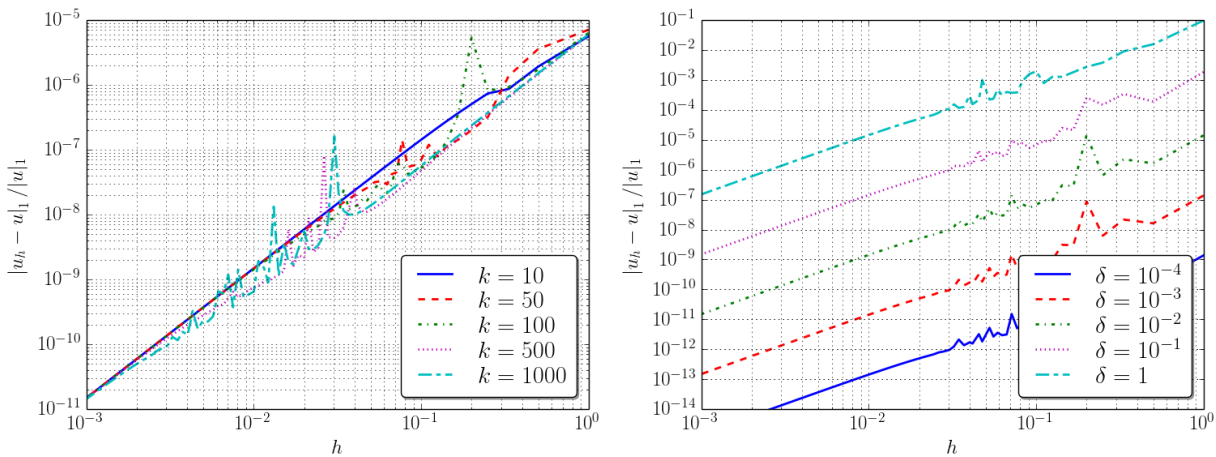 10^{-5}
10^{-6}
10^{-7}
10^{-8}
10^{-9}
10^{-10}
10^{-11}
|u_h − u|_1/|u|_1
10^{-3}
10^{-2}
10^{-1}
10^{0}
h
k = 10
k = 50
k = 100
k = 500
k = 1000
10^{-1}
10^{-2}
10^{-3}
10^{-4}
10^{-5}
10^{-6}
10^{-7}
10^{-8}
10^{-9}
10^{-10}
10^{-11}
10^{-12}
10^{-13}
10^{-14}
|u_h − u|_1/|u|_1
10^{-3}
10^{-2}
10^{-1}
10^{0}
h
δ = 10^{-4}
δ = 10^{-3}
δ = 10^{-2}
δ = 10^{-1}
δ = 1